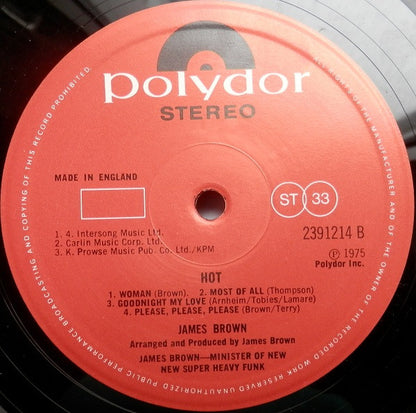 polydor
STEREO
MADE IN ENGLAND
ST 33
1. 4. Intersong Music Ltd.
2. Carlin Music Corp. Ltd.
3. K. Prowse Music Pub. Co. Ltd./KPM
2391214 B
℗ 1975
Polydor Inc.
HOT
1. WOMAN (Brown). 2. MOST OF ALL (Thompson)
3. GOODNIGHT MY LOVE (Arnheim/Tobies/Lamare)
4. PLEASE, PLEASE, PLEASE (Brown/Terry)
JAMES BROWN
Arranged and Produced by James Brown
JAMES BROWN—MINISTER OF NEW
NEW SUPER HEAVY FUNK
ALL RIGHTS OF THE MANUFACTURER AND OF THE OWNER OF THE RECORDED WORK RESERVED UNAUTHORIZED PUBLIC PERFORMANCE BROADCASTING AND COPYING OF THIS RECORD PROHIBITED.